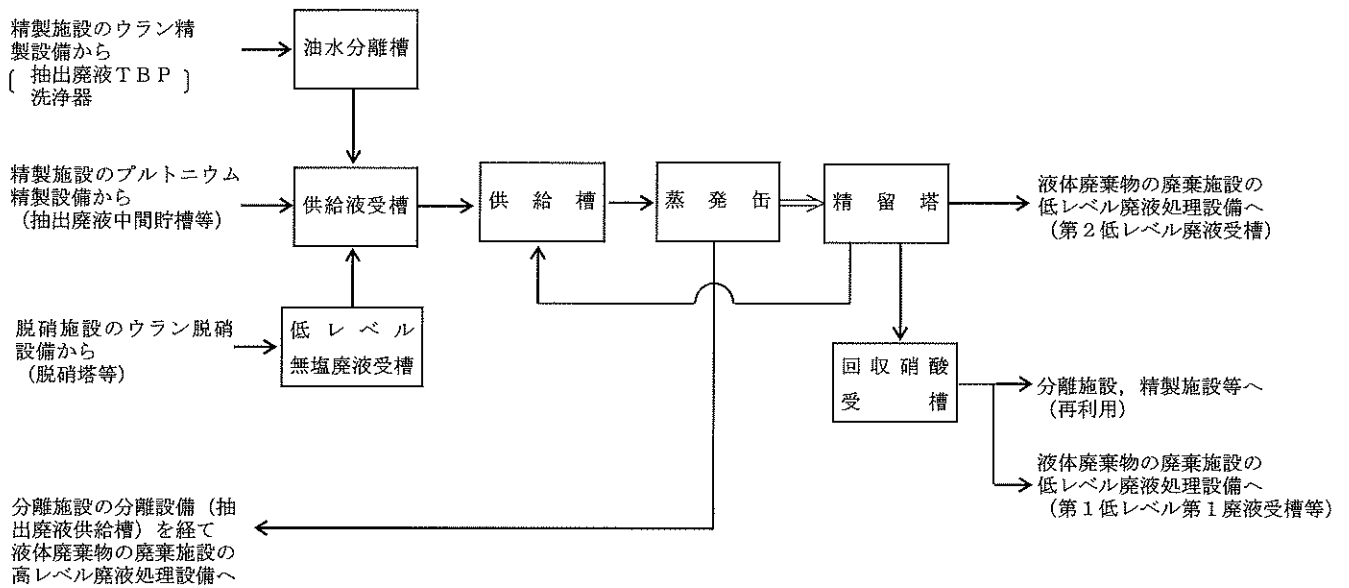 精製施設のウラン精
製設備から
〔 抽出廃液ＴＢＰ 〕
洗浄器
油水分離槽
精製施設のプルトニウム
精製設備から
（抽出廃液中間貯槽等）
供給液受槽
供給槽
蒸発缶
精留塔
液体廃棄物の廃棄施設の
低レベル廃液処理設備へ
（第２低レベル廃液受槽）
脱硝施設のウラン脱硝
設備から
（脱硝塔等）
低レベル
無塩廃液受槽
回収硝酸
受槽
分離施設，精製施設等へ
（再利用）
液体廃棄物の廃棄施設の
低レベル廃液処理設備へ
（第１低レベル第１廃液受槽等）
分離施設の分離設備（抽
出廃液供給槽）を経て
液体廃棄物の廃棄施設の
高レベル廃液処理設備へ